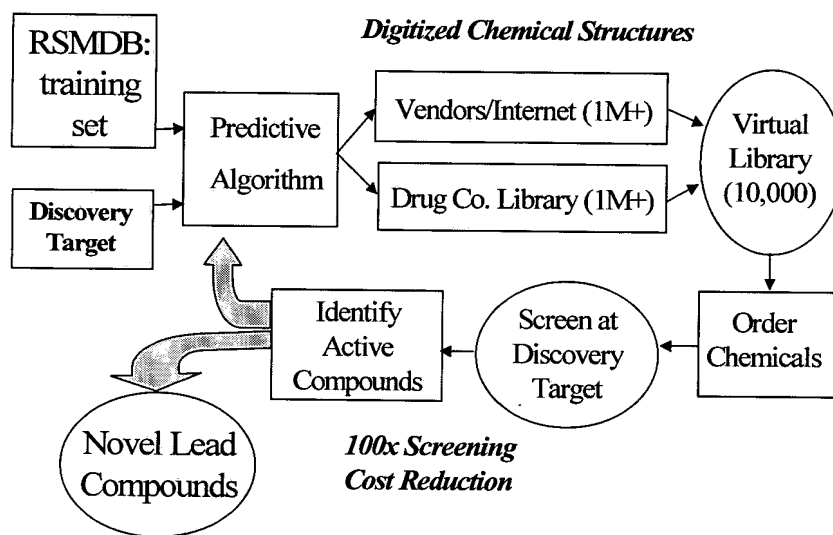 RSMDB:
training
set
Digitized Chemical Structures
Predictive
Algorithm
Vendors/Internet (1M+)
Drug Co. Library (1M+)
Virtual
Library
(10,000)
Discovery
Target
Identify
Active
Compounds
Screen at
Discovery
Target
Order
Chemicals
Novel Lead
Compounds
100x Screening
Cost Reduction